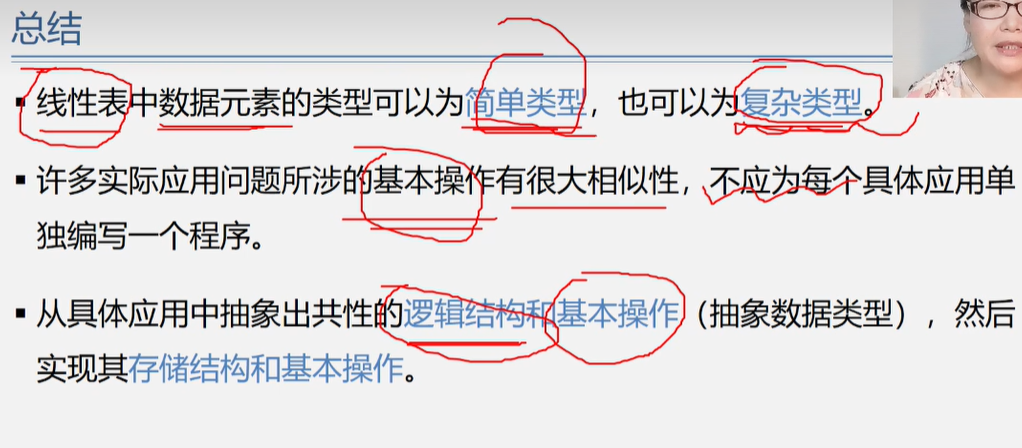 总结
▪ 线性表中数据元素的类型可以为简单类型，也可以为复杂类型。
▪ 许多实际应用问题所涉的基本操作有很大相似性，不应为每个具体应用单
独编写一个程序。
▪ 从具体应用中抽象出共性的逻辑结构和基本操作（抽象数据类型），然后
实现其存储结构和基本操作。